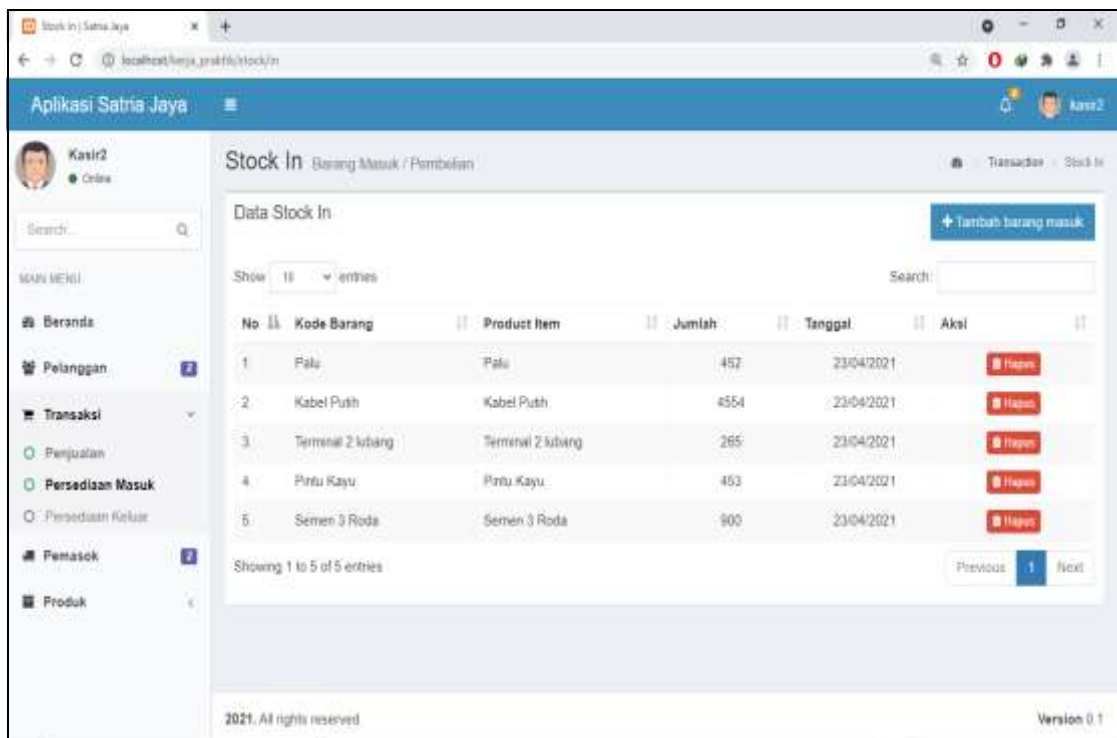 Stock In | Satria Jaya
localhost/kerja_praktik/stock/in
Aplikasi Satria Jaya
kasir2
Kasir2
Online
Search...
MAIN MENU
Beranda
Pelanggan 2
Transaksi
Penjualan
Persediaan Masuk
Persediaan Keluar
Pemasok 2
Produk
Stock In Barang Masuk / Pembelian
Transaction Stock In
Data Stock In
Tambah barang masuk
Show 10 entries
Search:
No Kode Barang Product Item Jumlah Tanggal Aksi
1. Palu Palu 452 23/04/2021 Hapus
2. Kabel Putih Kabel Putih 4554 23/04/2021 Hapus
3. Terminal 2 lubang Terminal 2 lubang 265 23/04/2021 Hapus
4. Pintu Kayu Pintu Kayu 453 23/04/2021 Hapus
5. Semen 3 Roda Semen 3 Roda 900 23/04/2021 Hapus
Showing 1 to 5 of 5 entries
Previous 1 Next
2021. All rights reserved.
Version 0.1